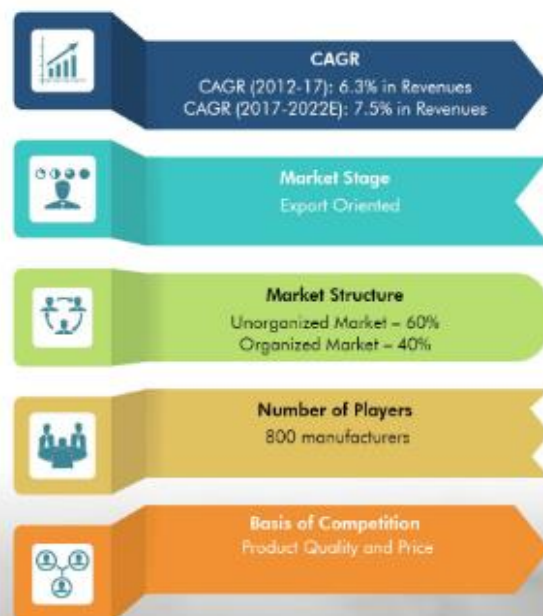 CAGR
CAGR (2012-17): 6.3% in Revenues
CAGR (2017-2022E): 7.5% in Revenues
Market Stage
Export Oriented
Market Structure
Unorganized Market – 60%
Organized Market – 40%
Number of Players
800 manufacturers
Basis of Competition
Product Quality and Price